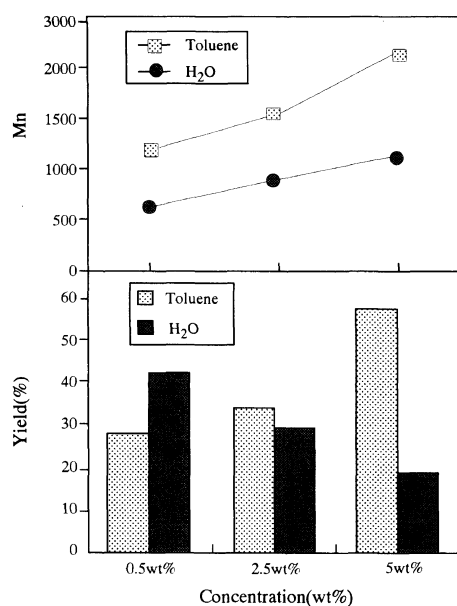 3000
2000
1500
1000
500
0
Mn
Toluene
H₂O
60
50
40
30
20
10
0
Yield(%)
Toluene
H₂O
0.5wt%
2.5wt%
5wt%
Concentration(wt%)